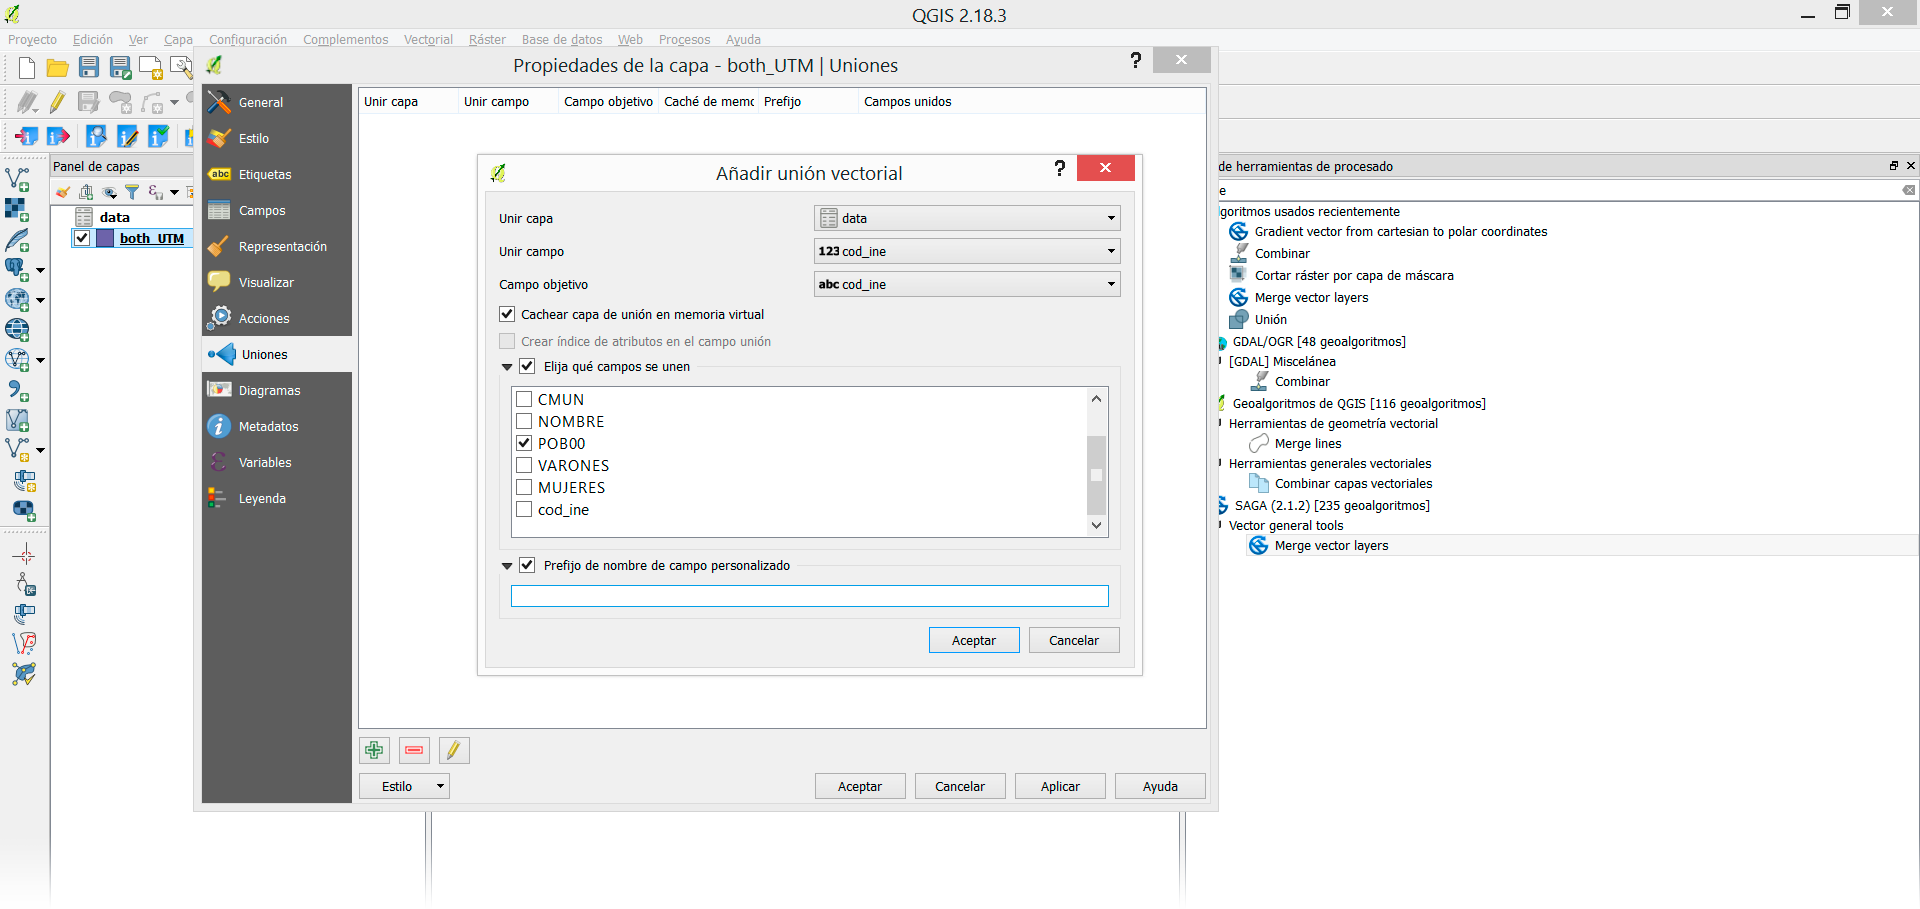 QGIS 2.18.3
Proyecto Edición Ver Capa Configuración Complementos Vectorial Ráster Base de datos Web Procesos Ayuda
Propiedades de la capa - both_UTM | Uniones
General
Estilo
Etiquetas
Campos
Representación
Visualizar
Acciones
Uniones
Diagramas
Metadatos
Variables
Leyenda
Panel de capas
data
both_UTM
Unir capa Unir campo Campo objetivo Caché de memc Prefijo Campos unidos
Añadir unión vectorial
Unir capa data
Unir campo 123 cod_ine
Campo objetivo abc cod_ine
Cachear capa de unión en memoria virtual
Crear índice de atributos en el campo unión
Elija qué campos se unen
CMUN
NOMBRE
POB00
VARONES
MUJERES
cod_ine
Prefijo de nombre de campo personalizado
Aceptar Cancelar
Estilo Aceptar Cancelar Aplicar Ayuda
de herramientas de procesado
e
goritmos usados recientemente
Gradient vector from cartesian to polar coordinates
Combinar
Cortar ráster por capa de máscara
Merge vector layers
Unión
GDAL/OGR [48 geoalgoritmos]
[GDAL] Miscelánea
Combinar
Geoalgoritmos de QGIS [116 geoalgoritmos]
Herramientas de geometría vectorial
Merge lines
Herramientas generales vectoriales
Combinar capas vectoriales
SAGA (2.1.2) [235 geoalgoritmos]
Vector general tools
Merge vector layers